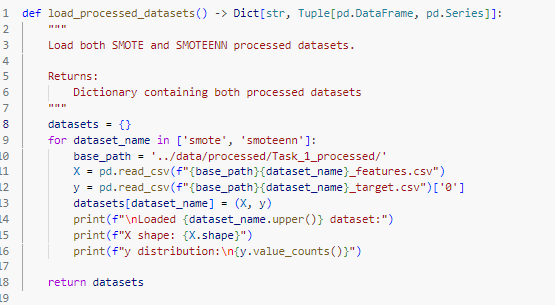 1 def load_processed_datasets() -> Dict[str, Tuple[pd.DataFrame, pd.Series]]:
2     """
3     Load both SMOTE and SMOTEENN processed datasets.
4
5     Returns:
6         Dictionary containing both processed datasets
7     """
8     datasets = {}
9     for dataset_name in ['smote', 'smoteenn']:
10         base_path = '../data/processed/Task_1_processed/'
11         X = pd.read_csv(f"{base_path}{dataset_name}_features.csv")
12         y = pd.read_csv(f"{base_path}{dataset_name}_target.csv")['0']
13         datasets[dataset_name] = (X, y)
14         print(f"\nLoaded {dataset_name.upper()} dataset:")
15         print(f"X shape: {X.shape}")
16         print(f"y distribution:\n{y.value_counts()}")
17
18     return datasets
19